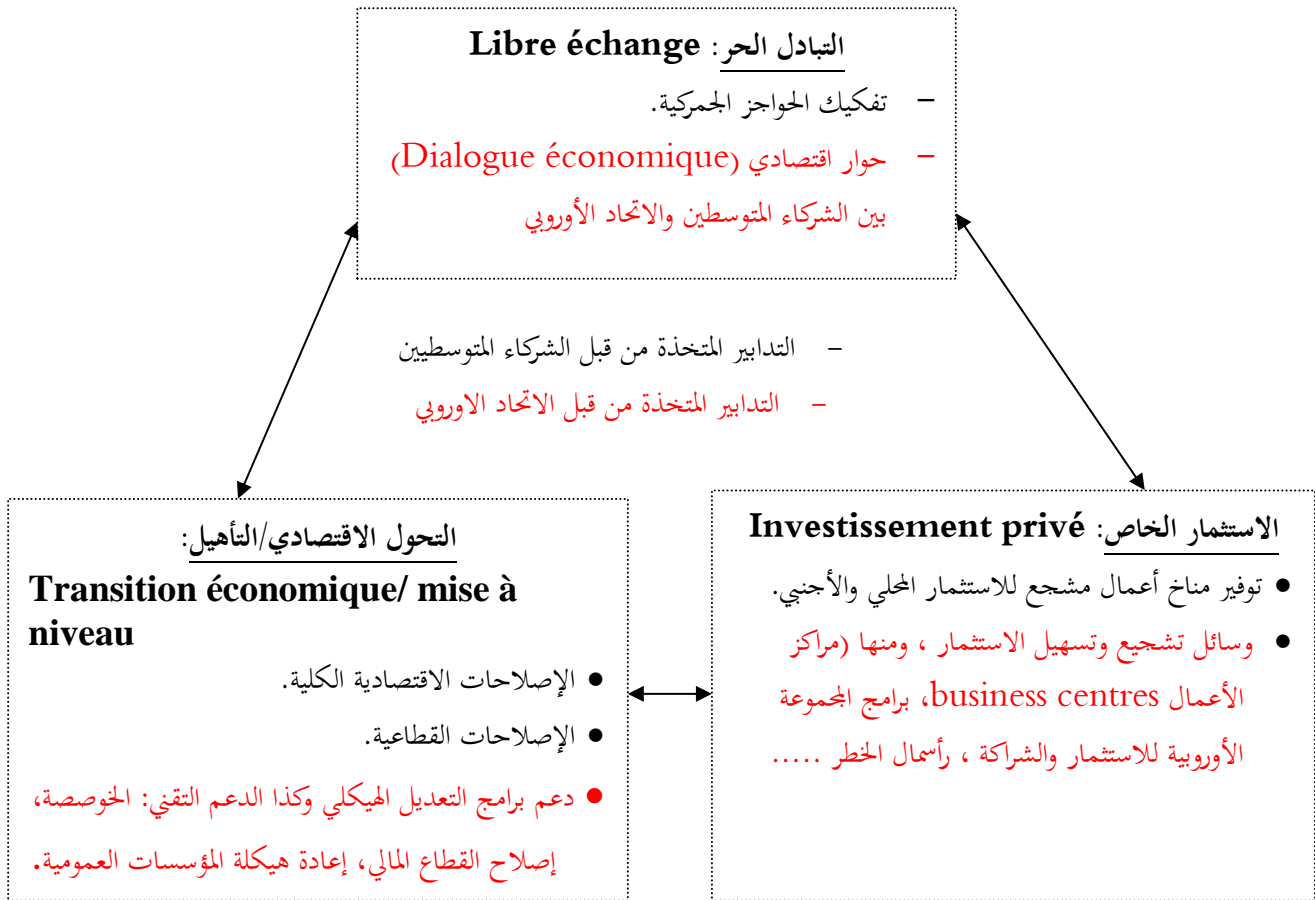 التبادل الحر: Libre échange
– تفكيك الحواجز الجمركية.
– حوار اقتصادي (Dialogue économique)
بين الشركاء المتوسطين والاتحاد الأوروبي
– التدابير المتخذة من قبل الشركاء المتوسطيين
– التدابير المتخذة من قبل الاتحاد الاوروبي
الاستثمار الخاص: Investissement privé
● توفير مناخ أعمال مشجع للاستثمار المحلي والأجنبي.
● وسائل تشجيع وتسهيل الاستثمار ، ومنها (مراكز
الأعمال business centres، برامج المجموعة
الأوروبية للاستثمار والشراكة ، رأسمال الخطر .....
التحول الاقتصادي/التأهيل:
Transition économique/ mise à
niveau
● الإصلاحات الاقتصادية الكلية.
● الإصلاحات القطاعية.
● دعم برامج التعديل الهيكلي وكذا الدعم التقني: الخوصصة،
إصلاح القطاع المالي، إعادة هيكلة المؤسسات العمومية.